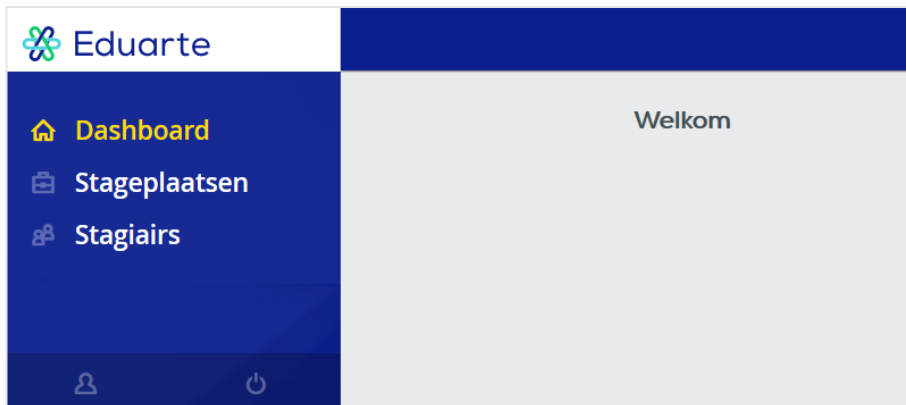 Eduarte
Dashboard
Stageplaatsen
Stagiairs
Welkom